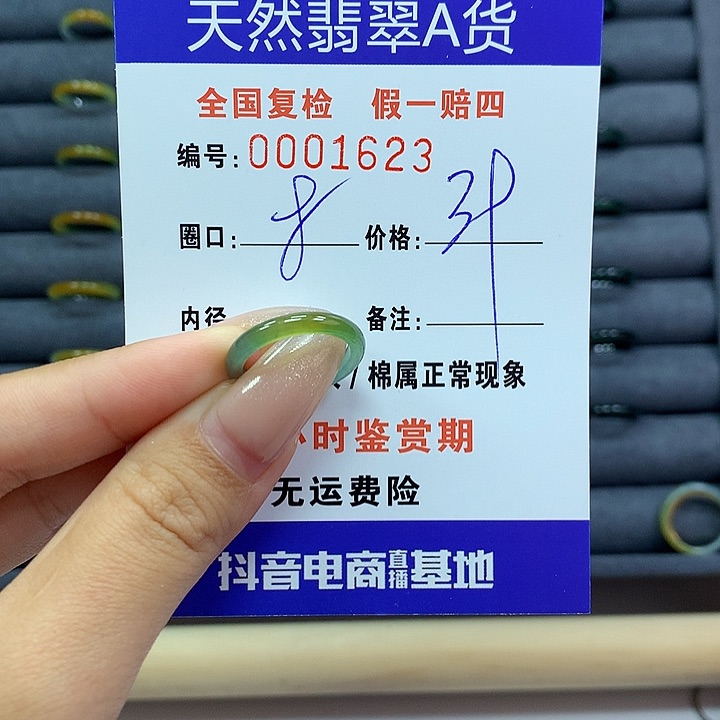 天然翡翠A货
全国复检 假一赔四
编号:0001623
圈口:8 价格:
内径 备注:
/棉属正常现象
小时鉴赏期
无运费险
抖音电商直播基地